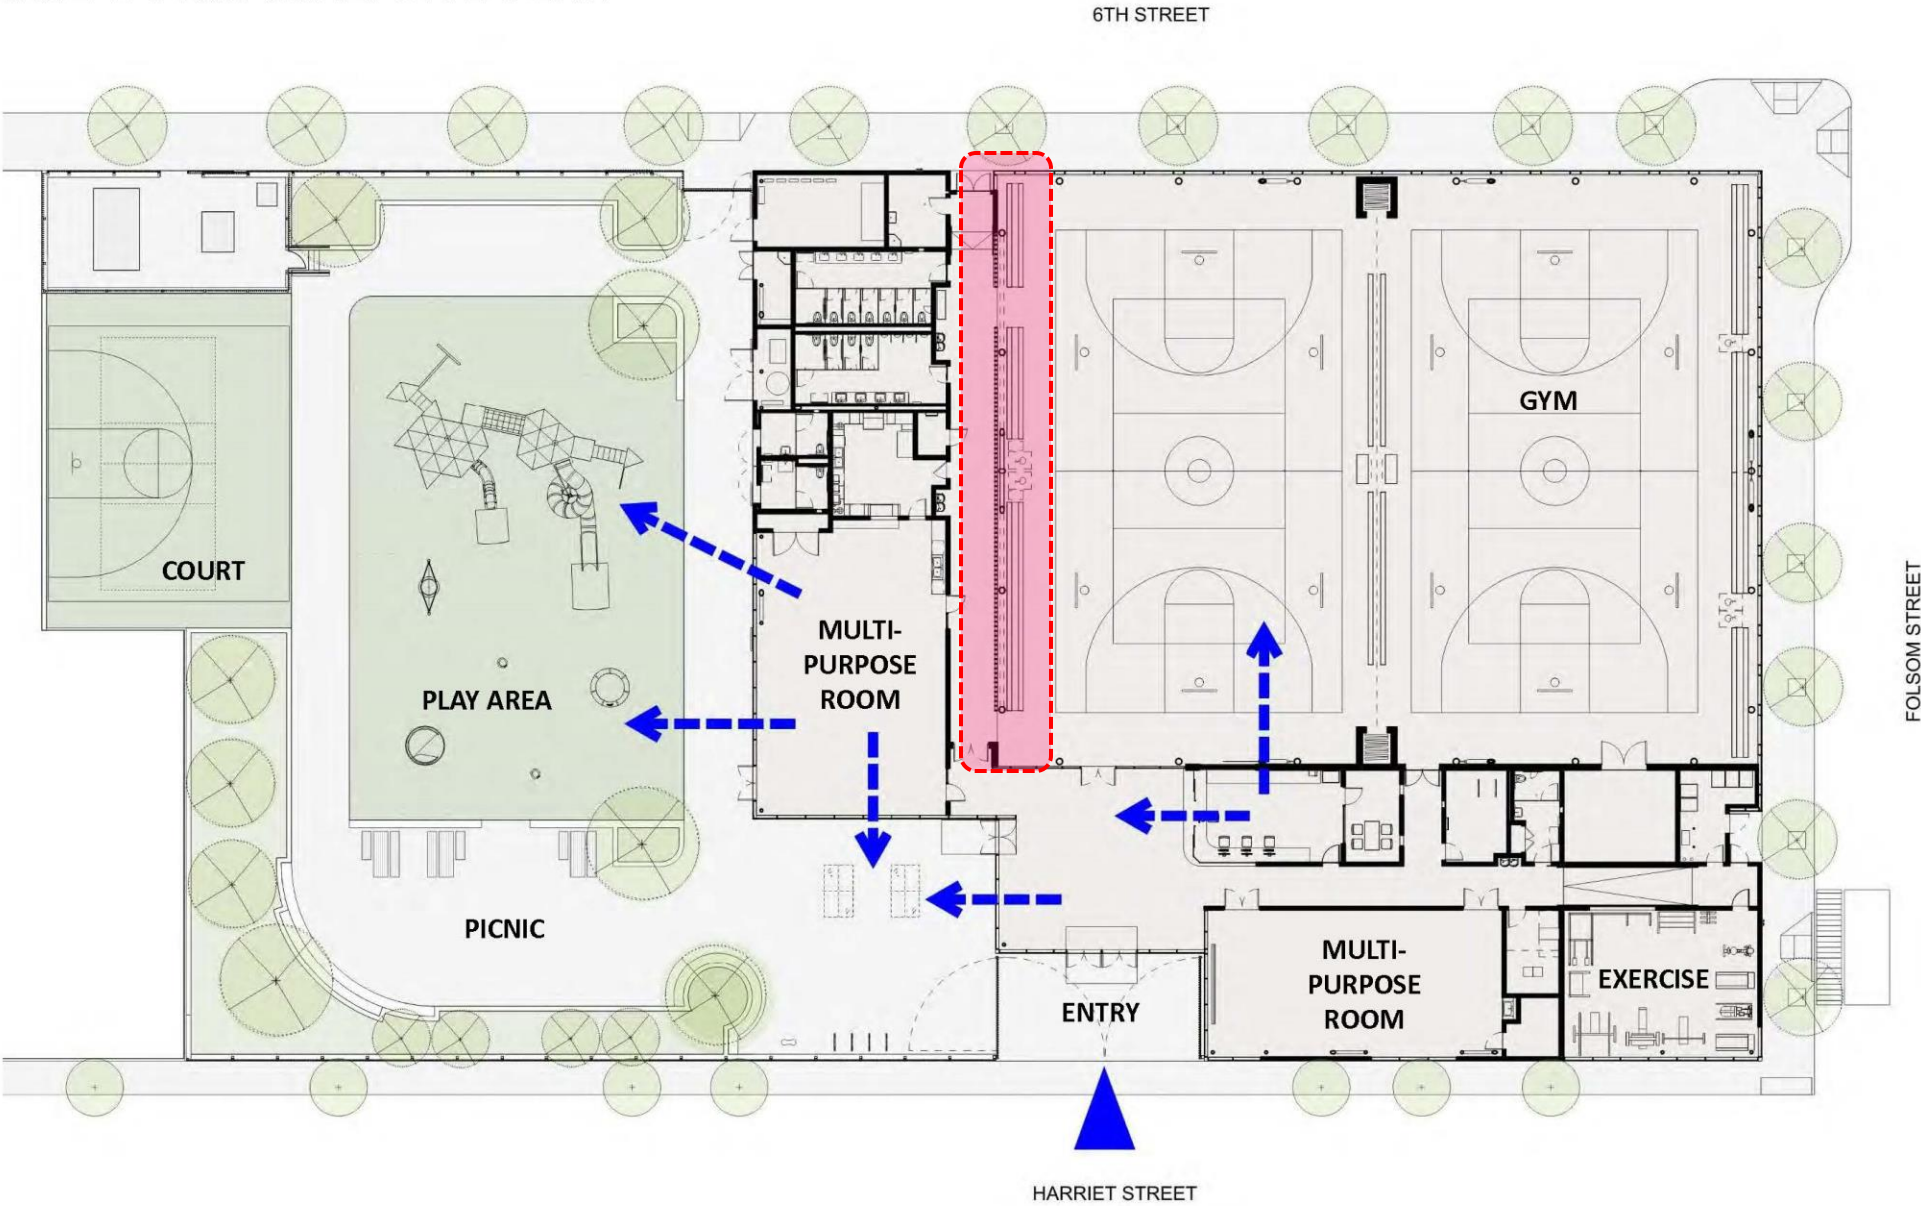 6TH STREET
GYM
COURT
FOLSOM STREET
MULTI-
PURPOSE
ROOM
PLAY AREA
PICNIC
MULTI-
PURPOSE
ROOM
EXERCISE
ENTRY
HARRIET STREET